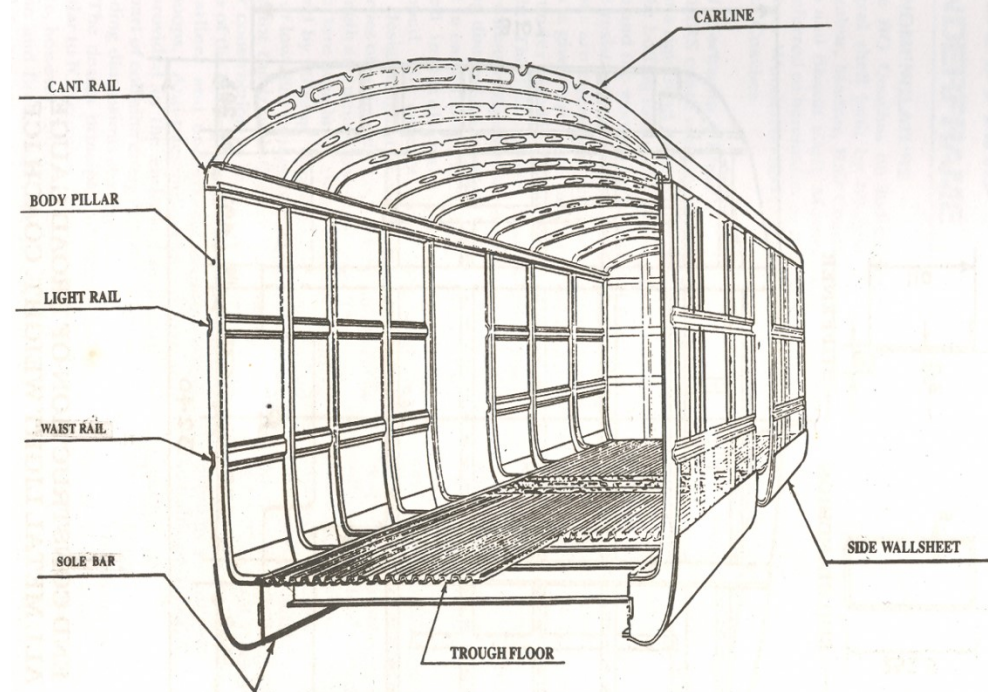 CARLINE
CANT RAIL
BODY PILLAR
LIGHT RAIL
WAIST RAIL
SOLE BAR
SIDE WALLSHEET
TROUGH FLOOR